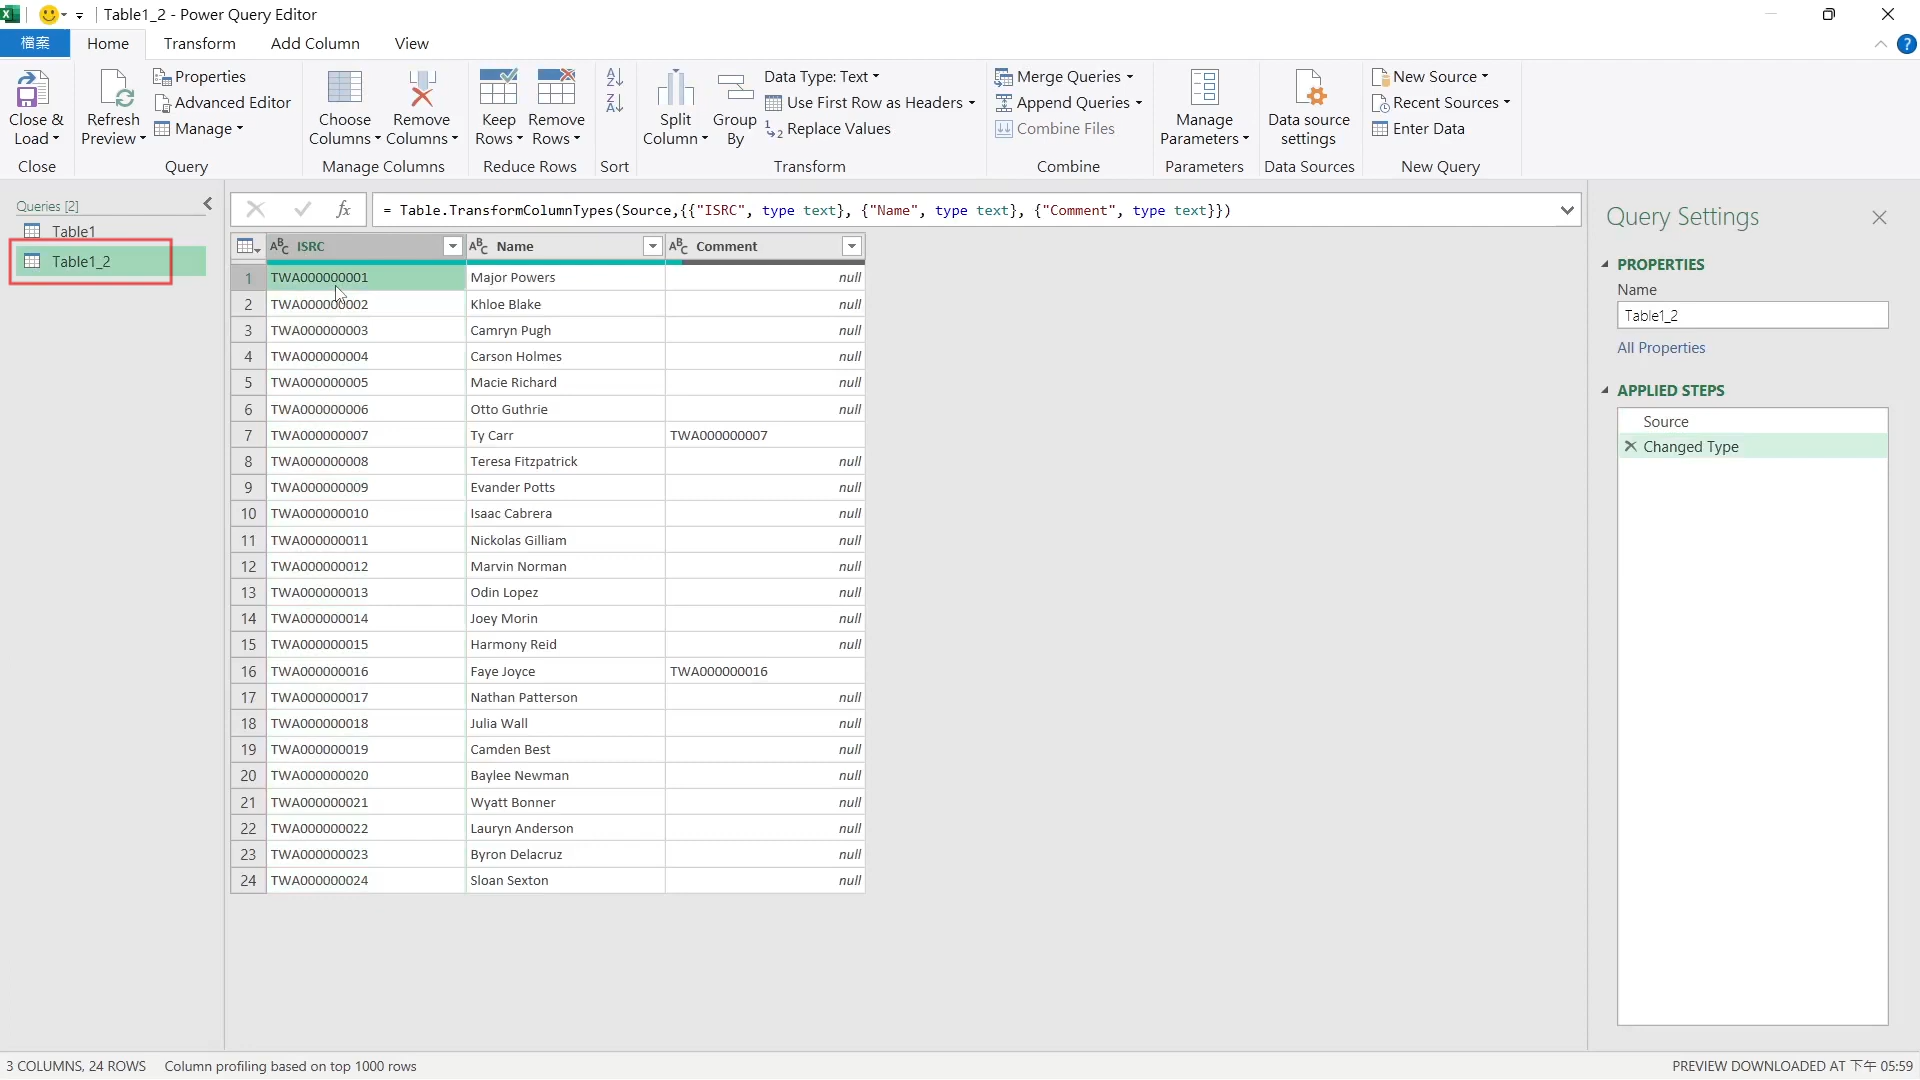 Table1_2 - Power Query Editor
檔案 Home Transform Add Column View
Close & Load
Close
Refresh Preview
Properties
Advanced Editor
Manage
Query
Choose Columns
Remove Columns
Manage Columns
Keep Rows
Remove Rows
Reduce Rows
Sort
Split Column
Group By
Data Type: Text
Use First Row as Headers
Replace Values
Transform
Merge Queries
Append Queries
Combine Files
Combine
Manage Parameters
Parameters
Data source settings
Data Sources
New Source
Recent Sources
Enter Data
New Query
Queries [2]
Table1
Table1_2
fx = Table.TransformColumnTypes(Source,{{"ISRC", type text}, {"Name", type text}, {"Comment", type text}})
ABC ISRC ABC Name ABC Comment
1 TWA000000001 Major Powers null
2 TWA000000002 Khloe Blake null
3 TWA000000003 Camryn Pugh null
4 TWA000000004 Carson Holmes null
5 TWA000000005 Macie Richard null
6 TWA000000006 Otto Guthrie null
7 TWA000000007 Ty Carr TWA000000007
8 TWA000000008 Teresa Fitzpatrick null
9 TWA000000009 Evander Potts null
10 TWA000000010 Isaac Cabrera null
11 TWA000000011 Nickolas Gilliam null
12 TWA000000012 Marvin Norman null
13 TWA000000013 Odin Lopez null
14 TWA000000014 Joey Morin null
15 TWA000000015 Harmony Reid null
16 TWA000000016 Faye Joyce TWA000000016
17 TWA000000017 Nathan Patterson null
18 TWA000000018 Julia Wall null
19 TWA000000019 Camden Best null
20 TWA000000020 Baylee Newman null
21 TWA000000021 Wyatt Bonner null
22 TWA000000022 Lauryn Anderson null
23 TWA000000023 Byron Delacruz null
24 TWA000000024 Sloan Sexton null
Query Settings
PROPERTIES
Name
Table1_2
All Properties
APPLIED STEPS
Source
Changed Type
3 COLUMNS, 24 ROWS Column profiling based on top 1000 rows
PREVIEW DOWNLOADED AT 下午 05:59